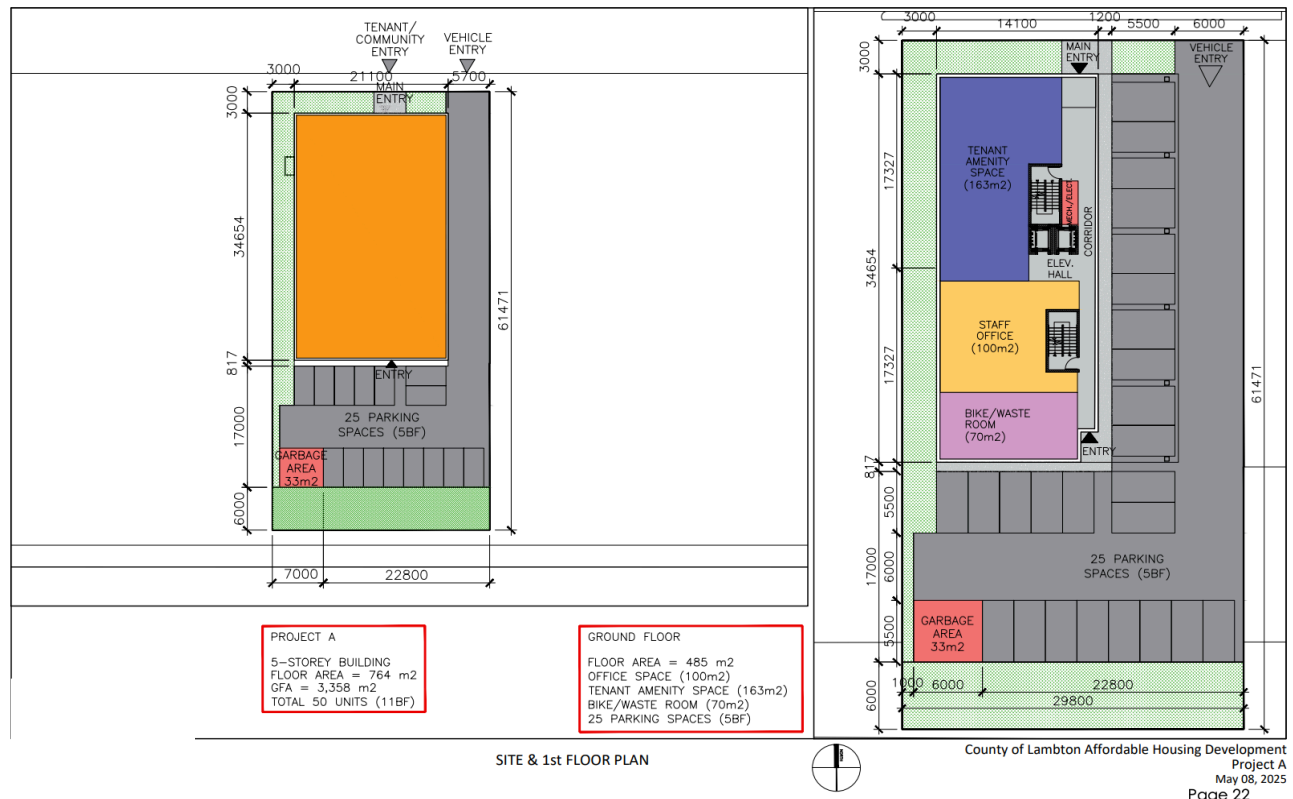 TENANT/
COMMUNITY
ENTRY
VEHICLE
ENTRY
3000
21100
5700
MAIN
ENTRY
3000
34654
61471
817
ENTRY
25 PARKING
SPACES (5BF)
17000
GARBAGE
AREA
33m2
6000
7000
22800
PROJECT A
5-STOREY BUILDING
FLOOR AREA = 764 m2
GFA = 3,358 m2
TOTAL 50 UNITS (11BF)
GROUND FLOOR
FLOOR AREA = 485 m2
OFFICE SPACE (100m2)
TENANT AMENITY SPACE (163m2)
BIKE/WASTE ROOM (70m2)
25 PARKING SPACES (5BF)
3000
14100
1200
5500
6000
MAIN
ENTRY
VEHICLE
ENTRY
3000
TENANT
AMENITY
SPACE
(163m2)
17327
MECH./ELECT.
CORRIDOR
ELEV.
HALL
34654
STAFF
OFFICE
(100m2)
17327
61471
BIKE/WASTE
ROOM
(70m2)
ENTRY
817
5500
25 PARKING
SPACES (5BF)
17000
6000
GARBAGE
AREA
33m2
5500
1000
6000
22800
6000
29800
SITE & 1st FLOOR PLAN
County of Lambton Affordable Housing Development
Project A
May 08, 2025
Page 22